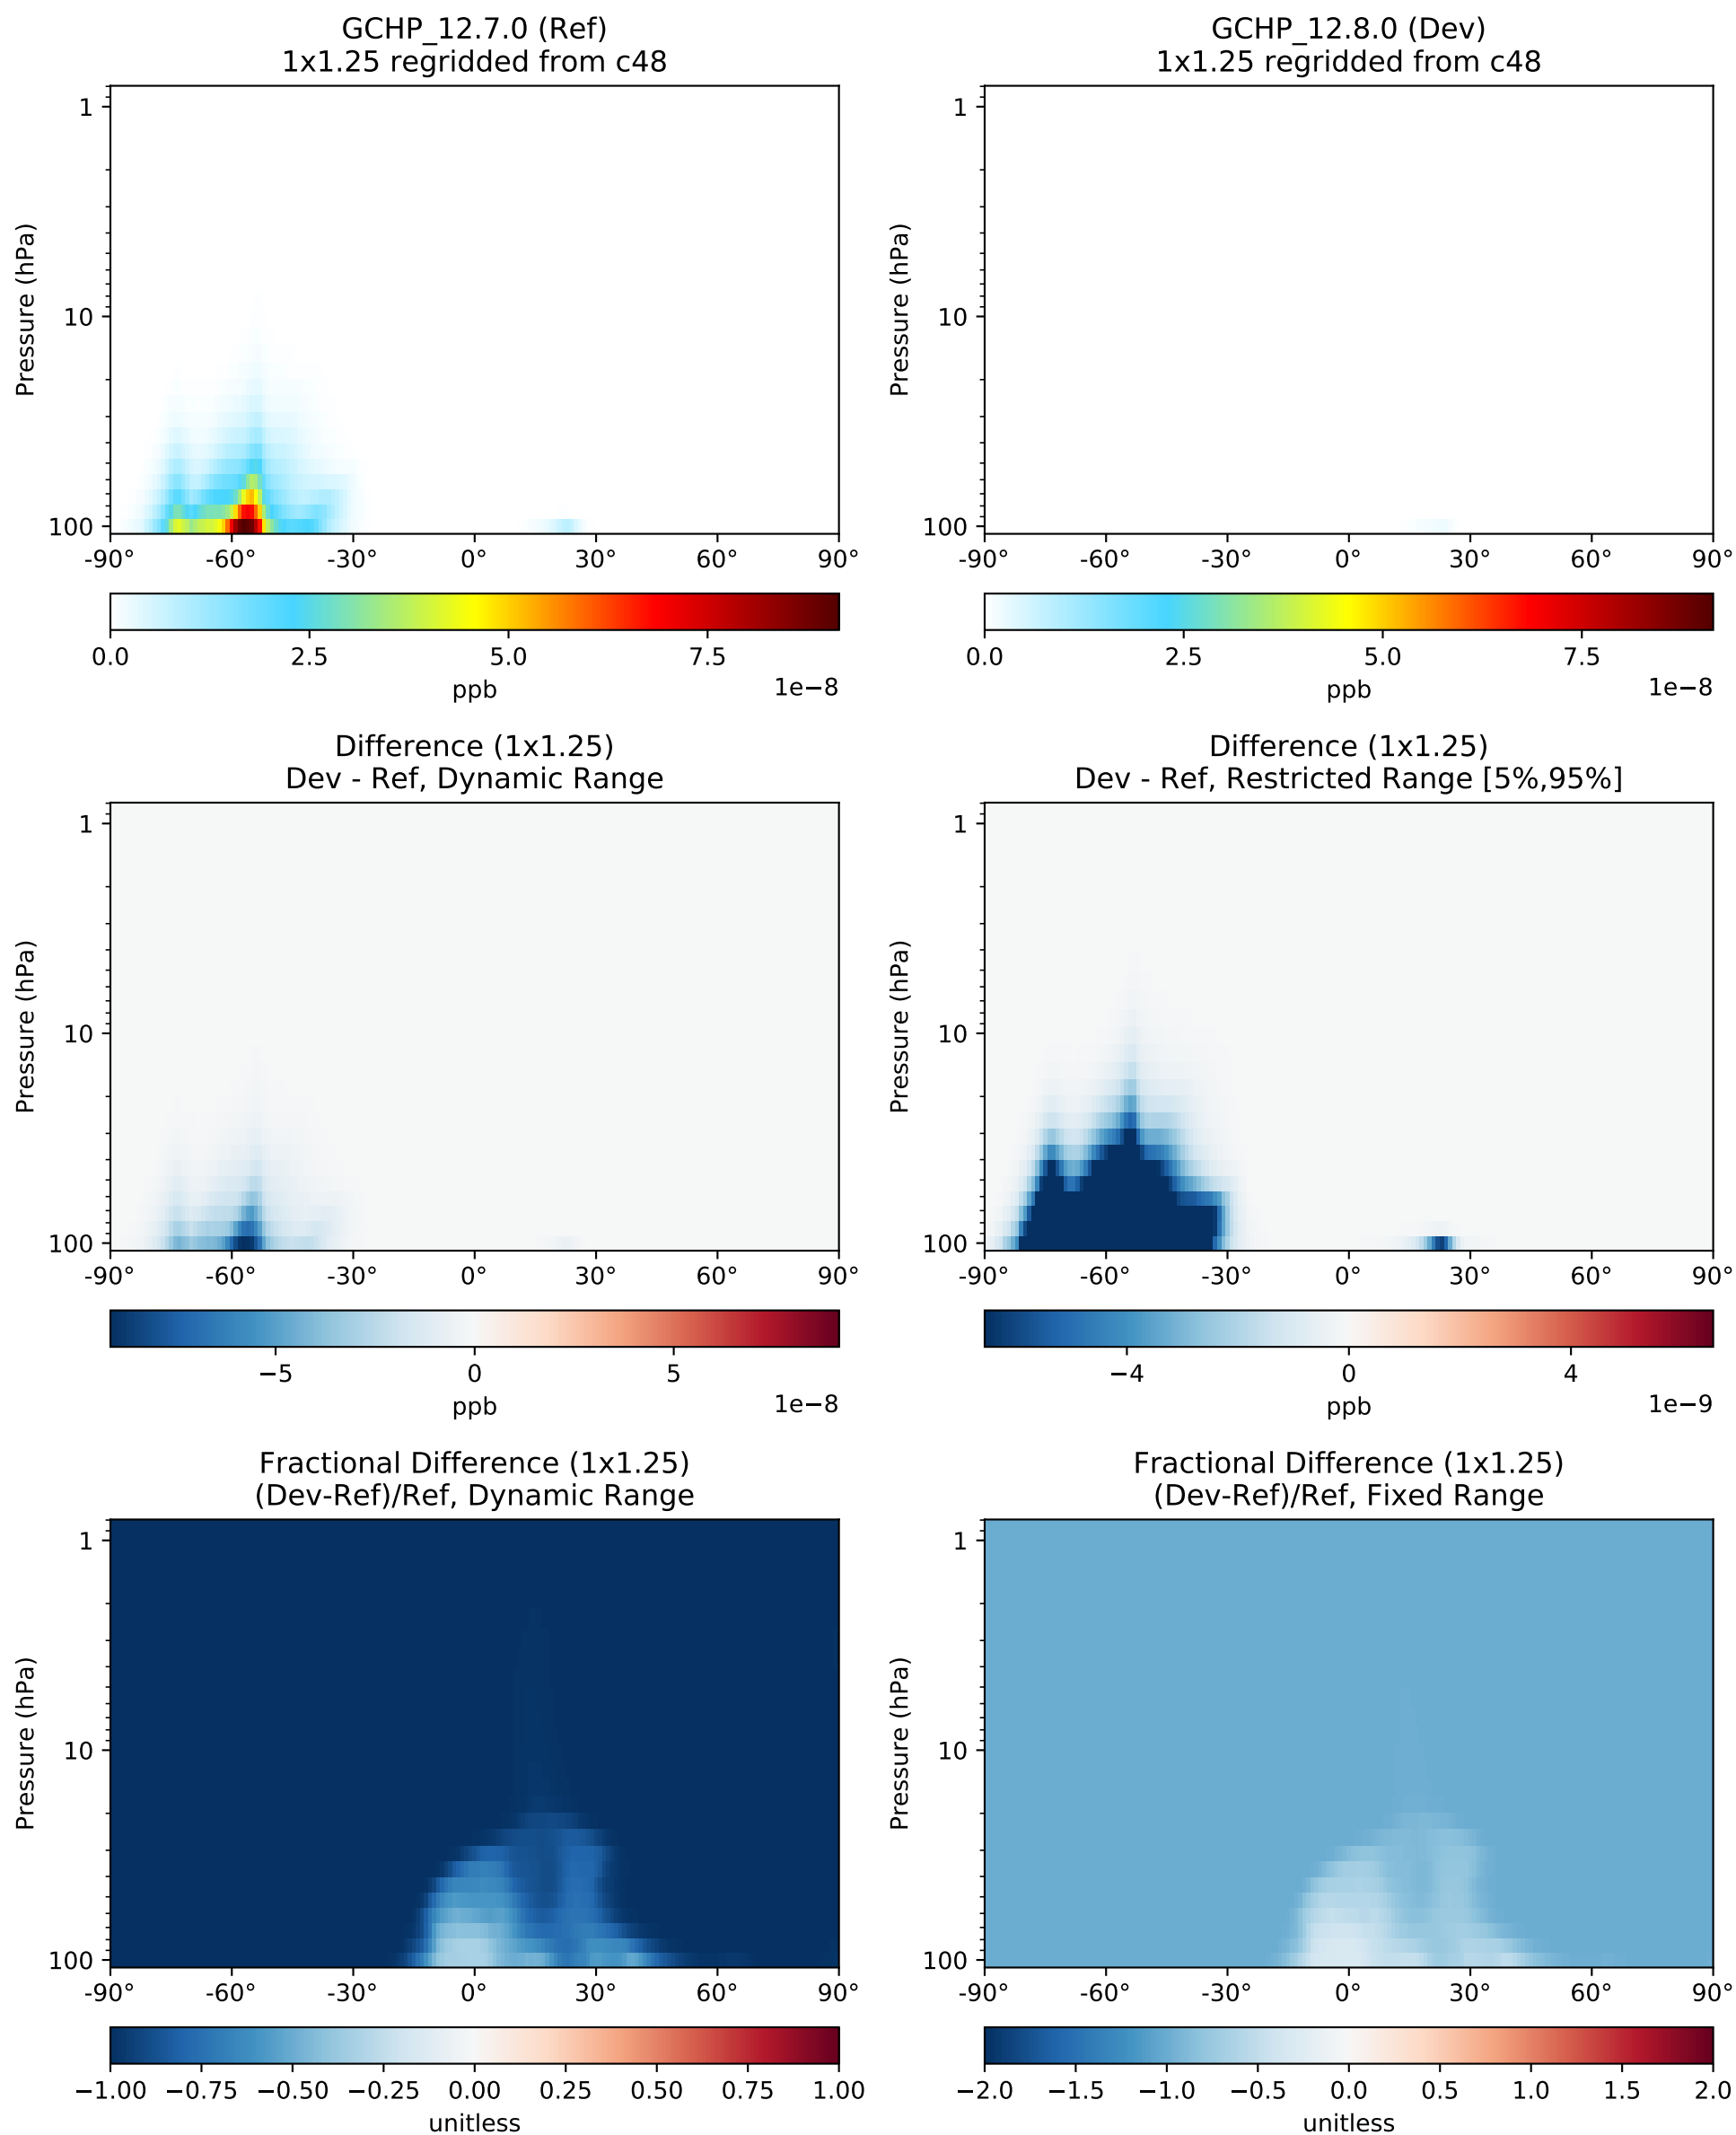 GCHP_12.7.0 (Ref)
1x1.25 regridded from c48
GCHP_12.8.0 (Dev)
1x1.25 regridded from c48
Pressure (hPa)
1
10
100
-90° -60° -30° 0° 30° 60° 90°
0.0 2.5 5.0 7.5
ppb
1e−8
Pressure (hPa)
1
10
100
-90° -60° -30° 0° 30° 60° 90°
0.0 2.5 5.0 7.5
ppb
1e−8
Difference (1x1.25)
Dev - Ref, Dynamic Range
Difference (1x1.25)
Dev - Ref, Restricted Range [5%,95%]
Pressure (hPa)
1
10
100
-90° -60° -30° 0° 30° 60° 90°
−5 0 5
ppb
1e−8
Pressure (hPa)
1
10
100
-90° -60° -30° 0° 30° 60° 90°
−4 0 4
ppb
1e−9
Fractional Difference (1x1.25)
(Dev-Ref)/Ref, Dynamic Range
Fractional Difference (1x1.25)
(Dev-Ref)/Ref, Fixed Range
Pressure (hPa)
1
10
100
-90° -60° -30° 0° 30° 60° 90°
−1.00 −0.75 −0.50 −0.25 0.00 0.25 0.50 0.75 1.00
unitless
Pressure (hPa)
1
10
100
-90° -60° -30° 0° 30° 60° 90°
−2.0 −1.5 −1.0 −0.5 0.0 0.5 1.0 1.5 2.0
unitless